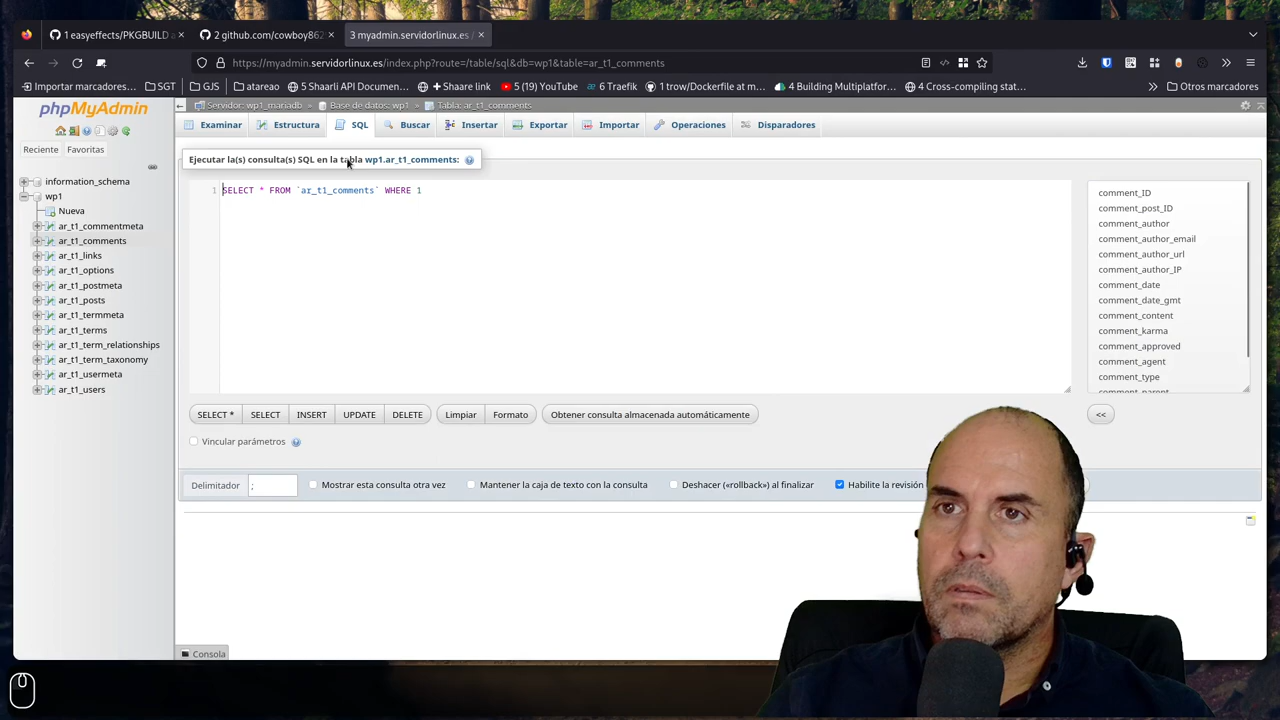 1 easyeffects/PKGBUILD a
2 github.com/cowboy862
3 myadmin.servidorlinux.es /
https://myadmin.servidorlinux.es/index.php?route=/table/sql&db=wp1&table=ar_t1_comments
Importar marcadores... SGT GJS atareao 5 Shaarli API Documen... Shaare link 5 (19) YouTube 6 Traefik 1 trow/Dockerfile at m... 4 Building Multiplatfor... 4 Cross-compiling stat... Otros marcadores
phpMyAdmin
Reciente Favoritas
information_schema
wp1
Nueva
ar_t1_commentmeta
ar_t1_comments
ar_t1_links
ar_t1_options
ar_t1_postmeta
ar_t1_posts
ar_t1_termmeta
ar_t1_terms
ar_t1_term_relationships
ar_t1_term_taxonomy
ar_t1_usermeta
ar_t1_users
Servidor: wp1_mariadb » Base de datos: wp1 » Tabla: ar_t1_comments
Examinar Estructura SQL Buscar Insertar Exportar Importar Operaciones Disparadores
Ejecutar la(s) consulta(s) SQL en la tabla wp1.ar_t1_comments:
1 SELECT * FROM `ar_t1_comments` WHERE 1
comment_ID
comment_post_ID
comment_author
comment_author_email
comment_author_url
comment_author_IP
comment_date
comment_date_gmt
comment_content
comment_karma
comment_approved
comment_agent
comment_type
comment_parent
SELECT * SELECT INSERT UPDATE DELETE Limpiar Formato Obtener consulta almacenada automáticamente <<
Vincular parámetros
Delimitador ; Mostrar esta consulta otra vez Mantener la caja de texto con la consulta Deshacer («rollback») al finalizar Habilite la revisión
Consola